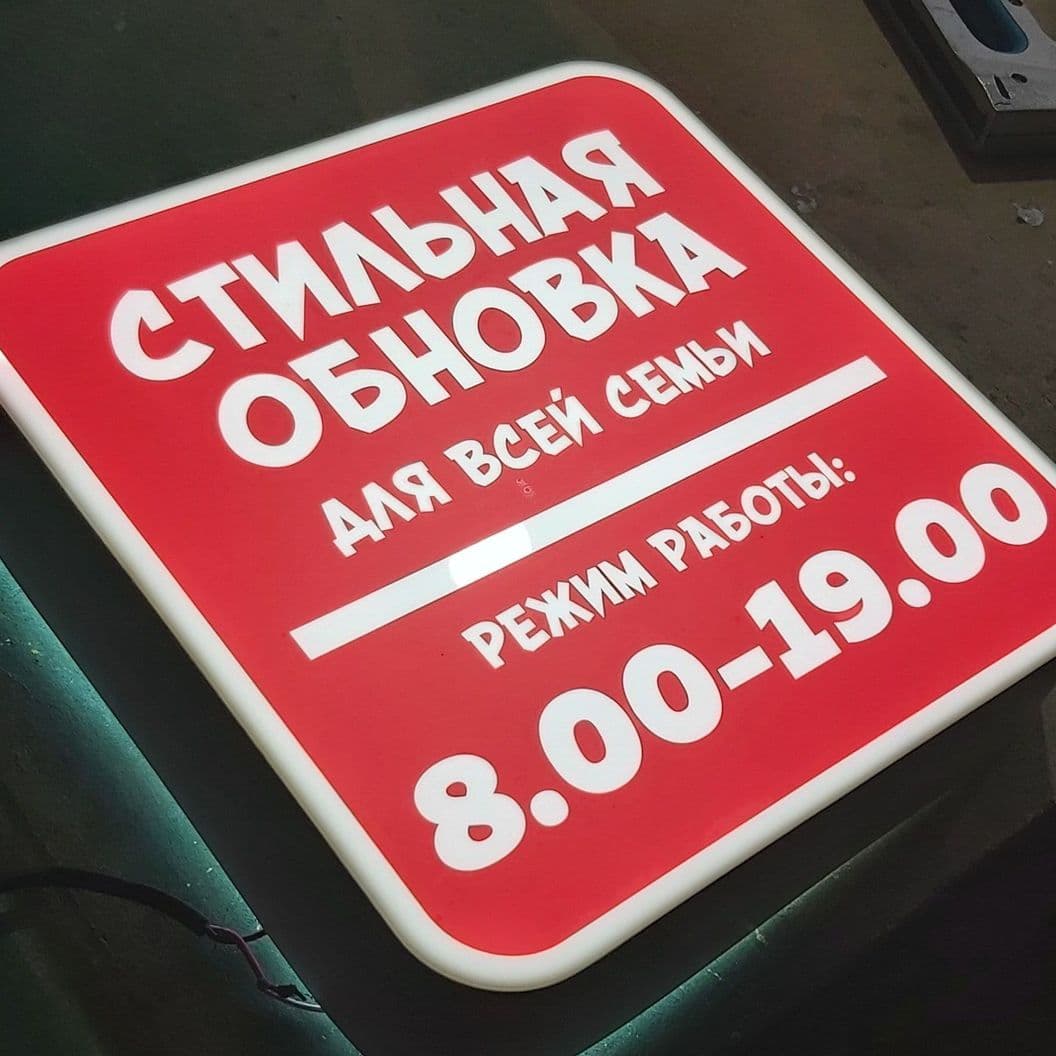 СТИЛЬНАЯ
ОБНОВКА
ДЛЯ ВСЕЙ СЕМЬИ
РЕЖИМ РАБОТЫ:
8.00-19.00